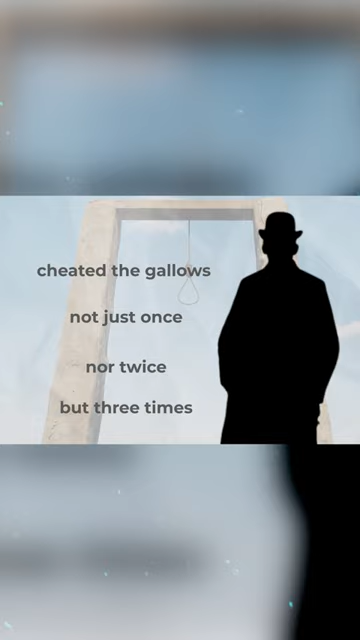 cheated the gallows
not just once
nor twice
but three times